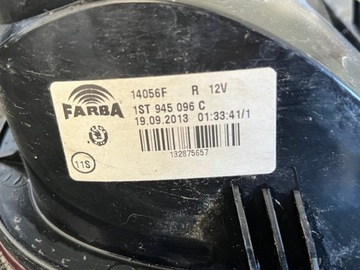 14056F R 12V
FARBA
1ST 945 096 C
19.09.2013 01:33:41/1
132875657
11S